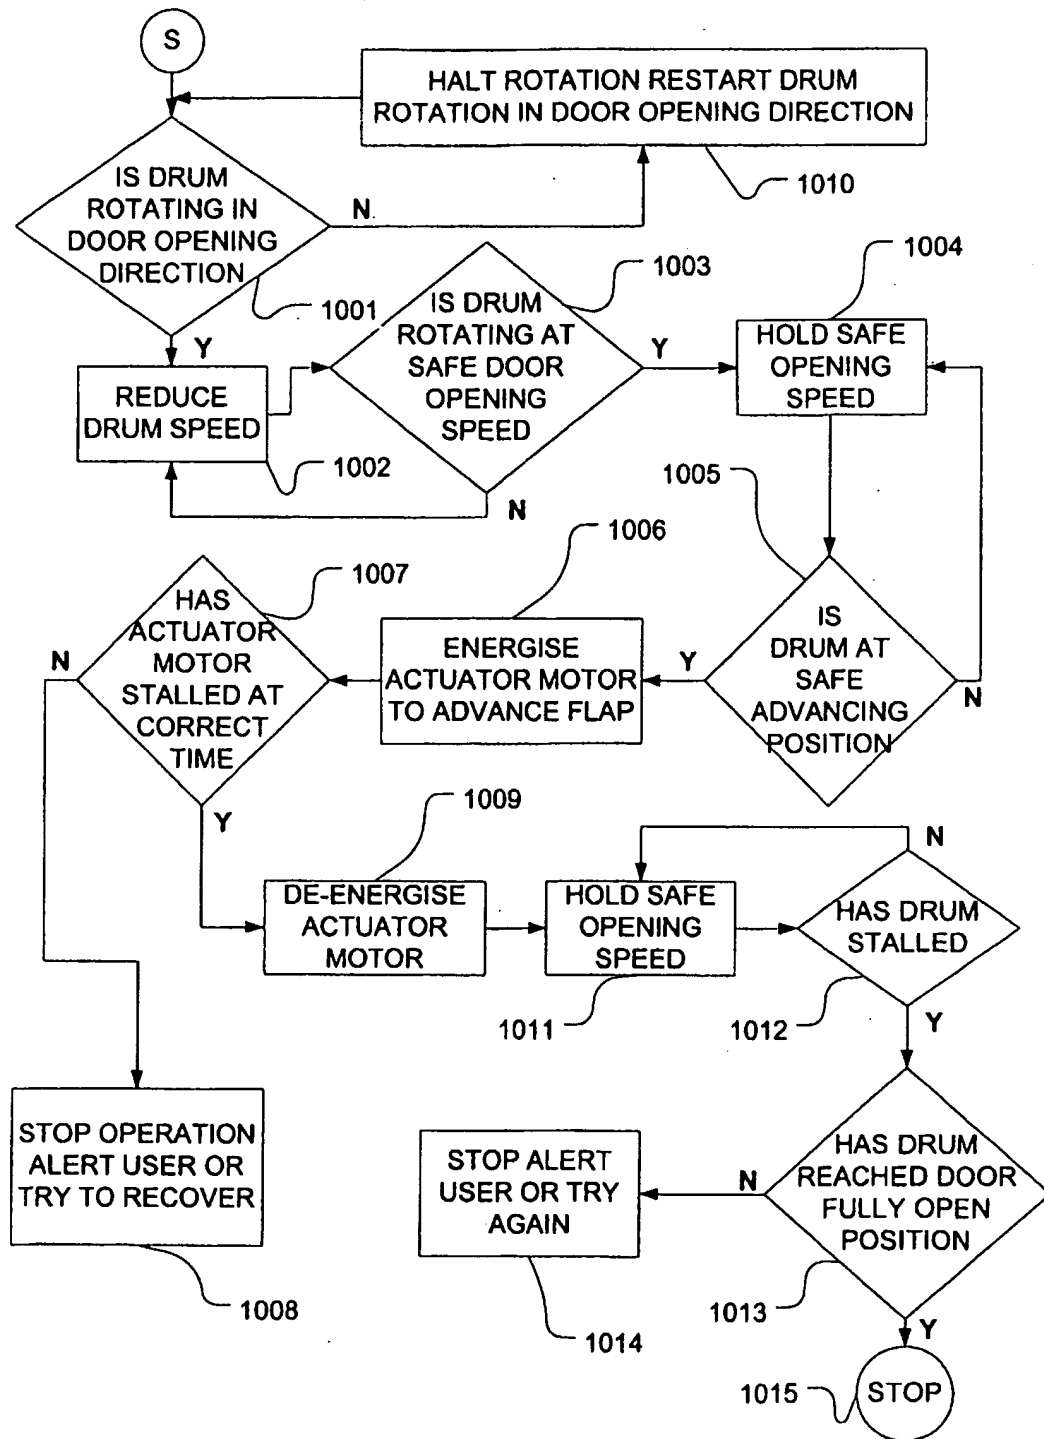 S
HALT ROTATION RESTART DRUM
ROTATION IN DOOR OPENING DIRECTION
1010
IS DRUM
ROTATING IN
DOOR OPENING
DIRECTION
N
1001
Y
REDUCE
DRUM SPEED
1002
IS DRUM
ROTATING AT
SAFE DOOR
OPENING
SPEED
1003
Y
N
1004
HOLD SAFE
OPENING
SPEED
1005
IS
DRUM AT
SAFE
ADVANCING
POSITION
N
Y
1006
ENERGISE
ACTUATOR MOTOR
TO ADVANCE FLAP
1007
HAS
ACTUATOR
MOTOR
STALLED AT
CORRECT
TIME
N
Y
1009
DE-ENERGISE
ACTUATOR
MOTOR
HOLD SAFE
OPENING
SPEED
1011
N
HAS DRUM
STALLED
1012
Y
STOP OPERATION
ALERT USER OR
TRY TO RECOVER
1008
STOP ALERT
USER OR TRY
AGAIN
1014
N
HAS DRUM
REACHED DOOR
FULLY OPEN
POSITION
1013
Y
1015
STOP